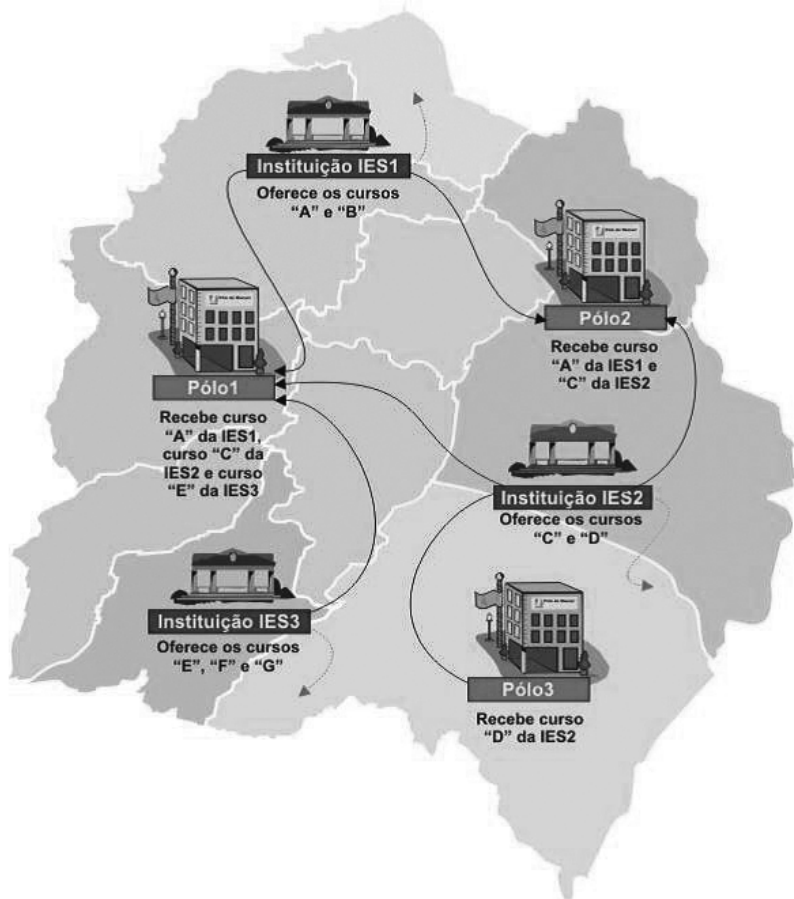 Instituição IES1
Oferece os cursos
“A” e “B”
Pólo2
Recebe curso
“A” da IES1 e
“C” da IES2
Pólo1
Recebe curso
“A” da IES1,
curso “C” da
IES2 e curso
“E” da IES3
Instituição IES2
Oferece os cursos
“C” e “D”
Instituição IES3
Oferece os cursos
“E”, “F” e “G”
Pólo3
Recebe curso
“D” da IES2